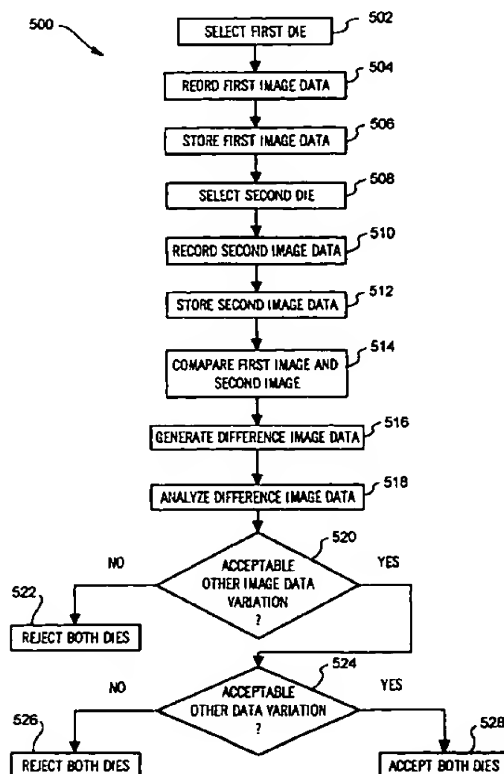 500
SELECT FIRST DIE
502
REORD FIRST IMAGE DATA
504
STORE FIRST IMAGE DATA
506
SELECT SECOND DIE
508
RECORD SECOND IMAGE DATA
510
STORE SECOND IMAGE DATA
512
COMAPARE FIRST IMAGE AND
SECOND IMAGE
514
GENERATE DIFFERENCE IMAGE DATA
516
ANALYZE DIFFERENCE IMAGE DATA
518
520
NO
YES
ACCEPTABLE
OTHER IMAGE DATA
VARIATION
?
522
REJECT BOTH DIES
524
NO
YES
ACCEPTABLE
OTHER DATA VARIATION
?
526
REJECT BOTH DIES
528
ACCEPT BOTH DIES